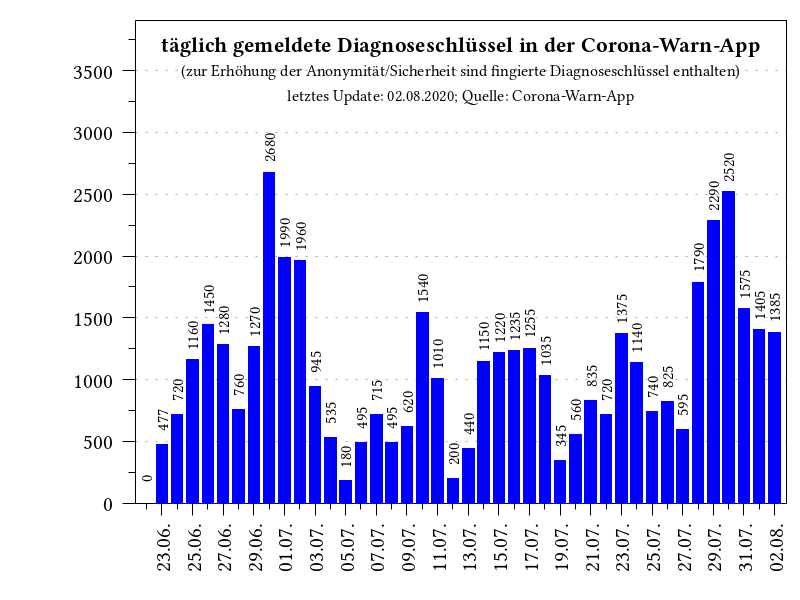 täglich gemeldete Diagnoseschlüssel in der Corona-Warn-App
(zur Erhöhung der Anonymität/Sicherheit sind fingierte Diagnoseschlüssel enthalten)
letztes Update: 02.08.2020; Quelle: Corona-Warn-App
3500
3000
2500
2000
1500
1000
500
0
0 477 720 1160 1450 1280 760 1270 2680 1990 1960 945 535 180 495 715 495 620 1540 1010 200 440 1150 1220 1235 1255 1035 345 560 835 720 1375 1140 740 825 595 1790 2290 2520 1575 1405 1385
23.06. 25.06. 27.06. 29.06. 01.07. 03.07. 05.07. 07.07. 09.07. 11.07. 13.07. 15.07. 17.07. 19.07. 21.07. 23.07. 25.07. 27.07. 29.07. 31.07. 02.08.